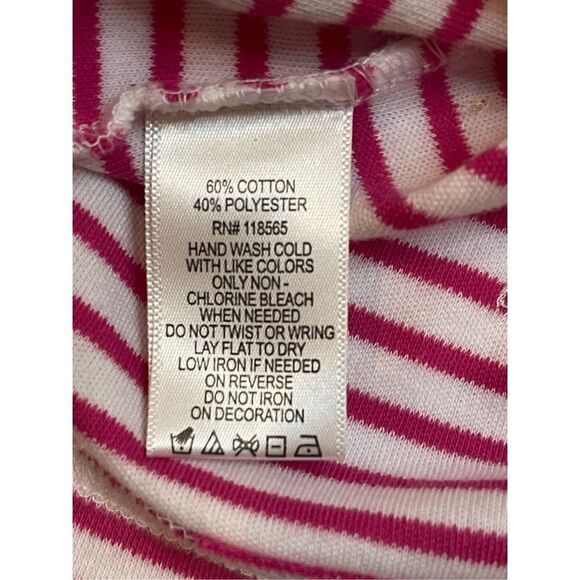 60% COTTON
40% POLYESTER
RN# 118565
HAND WASH COLD
WITH LIKE COLORS
ONLY NON -
CHLORINE BLEACH
WHEN NEEDED
DO NOT TWIST OR WRING
LAY FLAT TO DRY
LOW IRON IF NEEDED
ON REVERSE
DO NOT IRON
ON DECORATION